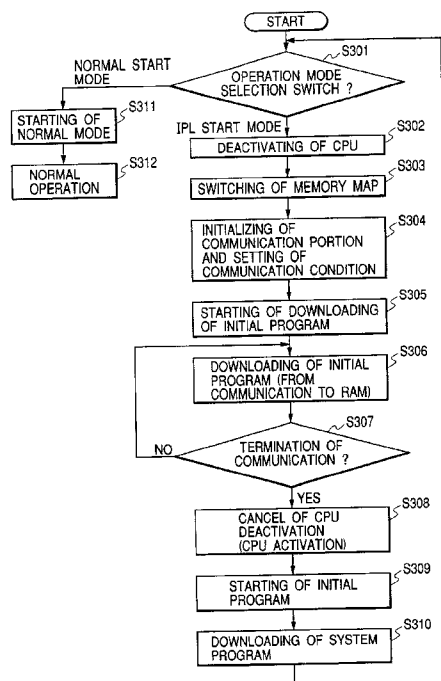 START
S301
NORMAL START
MODE
OPERATION MODE
SELECTION SWITCH ?
S311
STARTING OF
NORMAL MODE
S312
NORMAL
OPERATION
IPL START MODE
S302
DEACTIVATING OF CPU
S303
SWITCHING OF MEMORY MAP
S304
INITIALIZING OF
COMMUNICATION PORTION
AND SETTING OF
COMMUNICATION CONDITION
S305
STARTING OF DOWNLOADING
OF INITIAL PROGRAM
S306
DOWNLOADING OF INITIAL
PROGRAM (FROM
COMMUNICATION TO RAM)
S307
NO
TERMINATION OF
COMMUNICATION ?
YES
S308
CANCEL OF CPU
DEACTIVATION
(CPU ACTIVATION)
S309
STARTING OF INITIAL
PROGRAM
S310
DOWNLOADING OF SYSTEM
PROGRAM